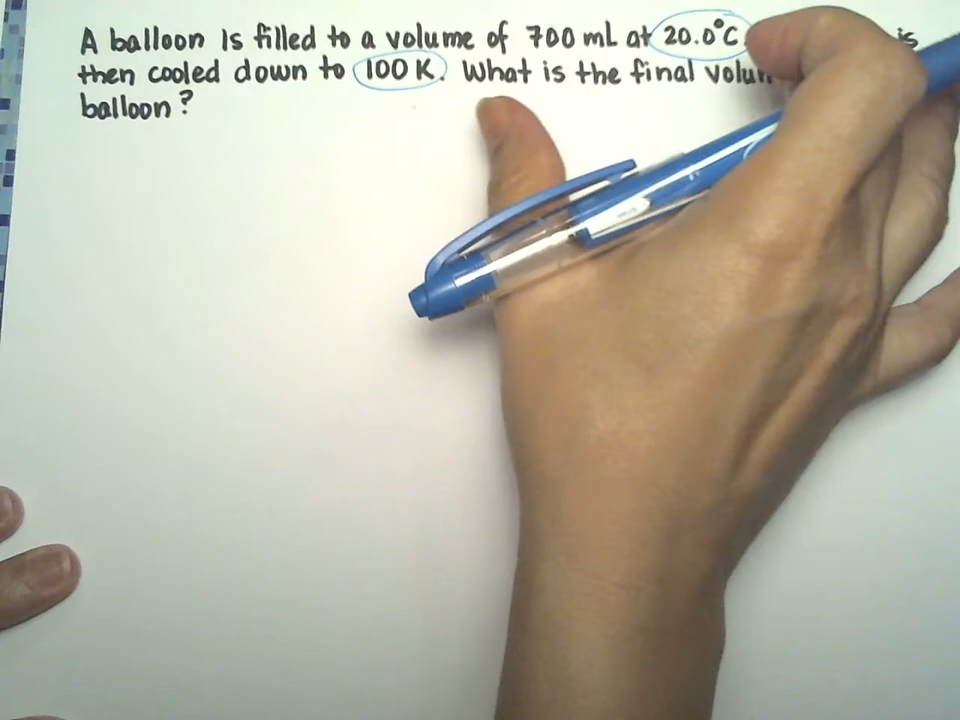 A balloon is filled to a volume of 700 mL at 20.0°C. is
then cooled down to 100 K. What is the final
balloon?